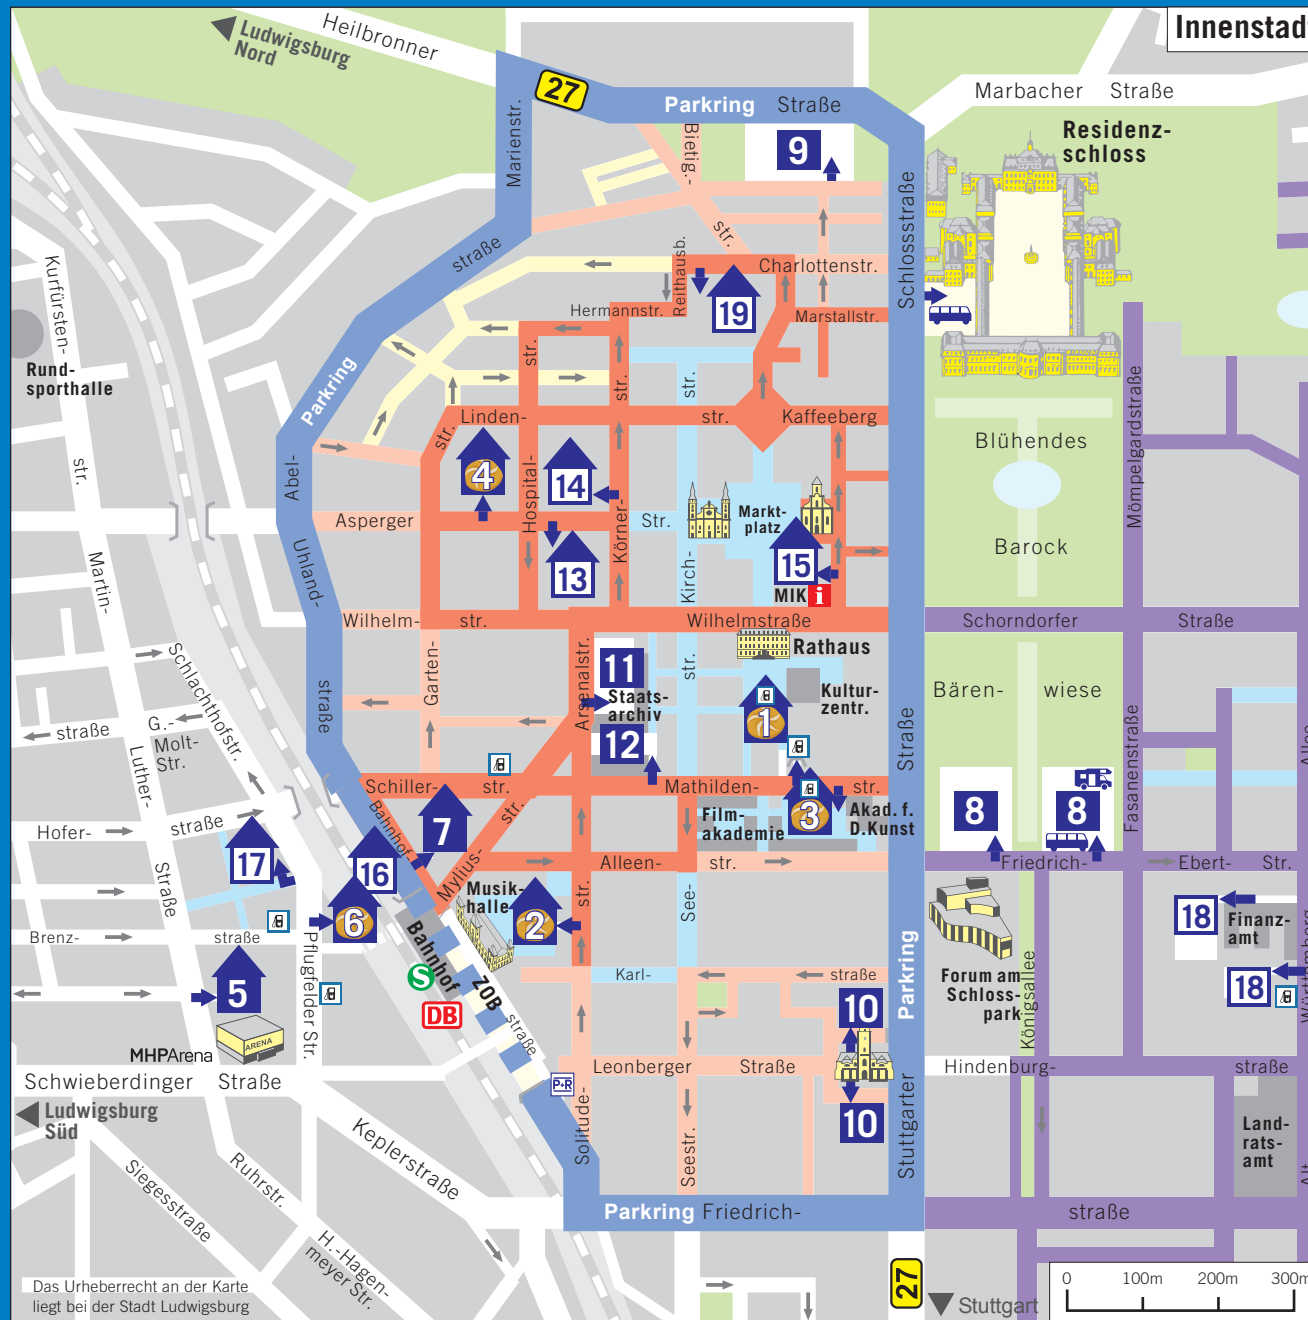 Innenstadt
Heilbronner
Ludwigsburg
Nord
27
Parkring Straße
Marbacher Straße
Residenz-
schloss
Marienstr.
Bietig.-
str.
9
Schlossstraße
straße
Kurfürsten-
str.
Rund-
sporthalle
Reithausb.
Charlottenstr.
Hermannstr.
19
Marstallstr.
Parkring
str.
str.
str.
Linden-
str.
Kaffeeberg
str.
Blühendes
Barock
Mömpelgardstraße
Abel-
4
14
Hospital-
Körner-
Asperger
Str.
Markt-
platz
13
15
MIK i
Kirch-
Uhland-
Martin-
Wilhelm-
str.
Wilhelmstraße
Schorndorfer
Straße
Rathaus
Garten-
Arsenalstr.
str.
11
Staats-
archiv
12
1
Kultur-
zentr.
Bären-
wiese
straße
Schlachthofstr.
straße
G.-
Molt-
Str.
Luther-
Straße
Fasanenstraße
Allee
Schiller-
str.
Mathilden-
str.
Bahnhof-
7
Mylius-
str.
3
Film-
akademie
Akad. f.
D.Kunst
8
8
Hofer-
straße
17
16
Alleen-
str.
Friedrich-
Ebert-
Str.
Straße
6
Musik-
halle
2
str.
See-
18
Finanz-
amt
Brenz-
straße
Pflugfelder Str.
Bahnhof
S
DB
ZOB
straße
Karl-
straße
Parkring
Forum am
Schloss-
park
Königsallee
18
Württemberg
5
ARENA
MHPArena
10
10
P+R
Leonberger
Straße
Hindenburg-
straße
Schwieberdinger
Straße
Ludwigsburg
Süd
Solitude-
Seestr.
Stuttgarter
Land-
rats-
amt
Alt
Keplerstraße
Ruhrstr.
Siegesstraße
H.-Hagen-
meyer Str.
Parkring Friedrich-
straße
27
Stuttgart
0 100m 200m 300m
Das Urheberrecht an der Karte
liegt bei der Stadt Ludwigsburg